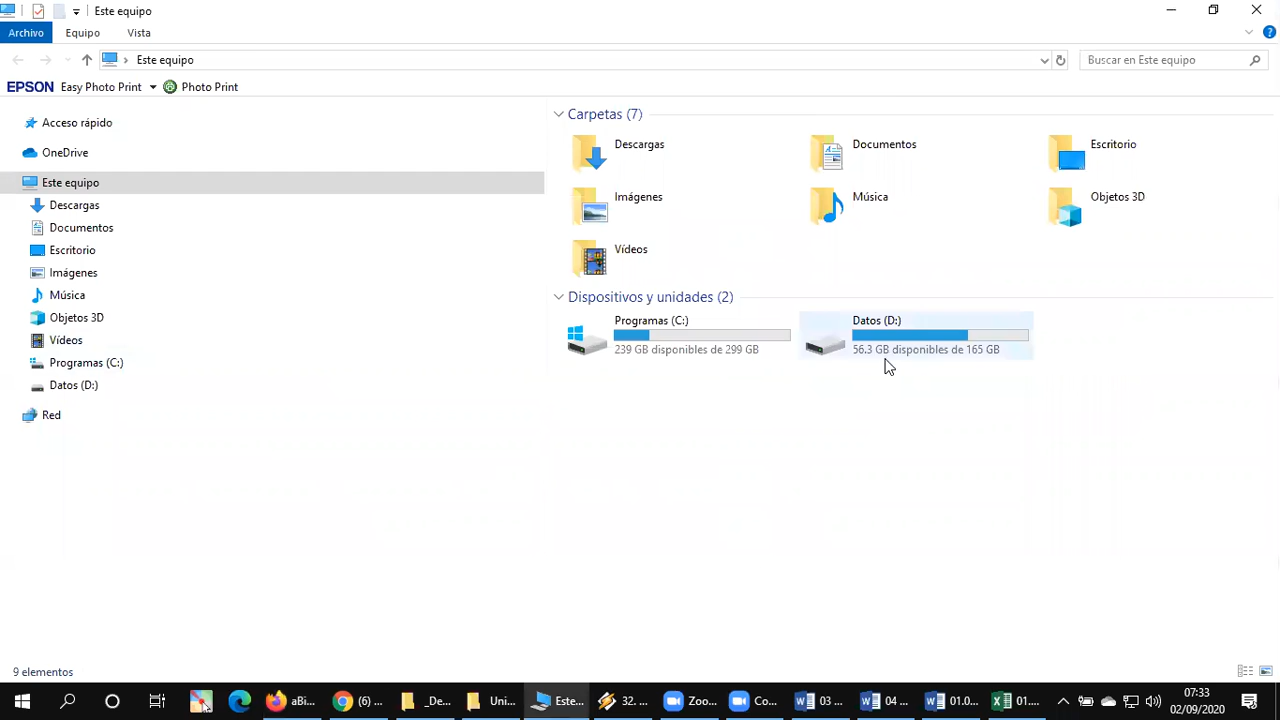 Este equipo
Archivo Equipo Vista
Este equipo
Buscar en Este equipo
EPSON Easy Photo Print Photo Print
Acceso rápido
OneDrive
Este equipo
Descargas
Documentos
Escritorio
Imágenes
Música
Objetos 3D
Vídeos
Programas (C:)
Datos (D:)
Red
Carpetas (7)
Descargas
Documentos
Escritorio
Imágenes
Música
Objetos 3D
Vídeos
Dispositivos y unidades (2)
Programas (C:)
239 GB disponibles de 299 GB
Datos (D:)
56.3 GB disponibles de 165 GB
9 elementos
aBi...
(6) ...
_De...
Uni...
Este...
32. ...
Zoo...
Co...
03 ...
04 ...
01.0...
01....
07:33
02/09/2020